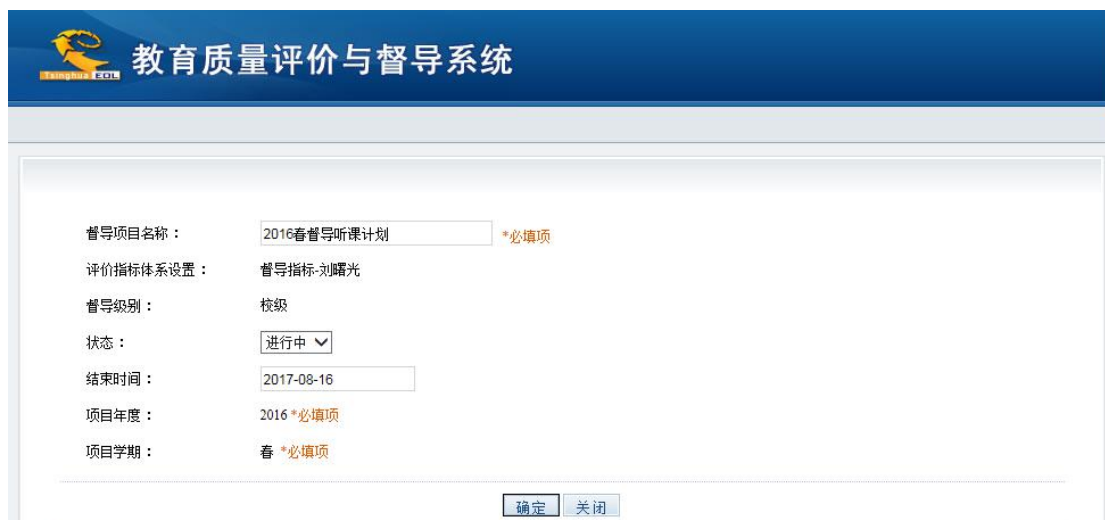 Tsinghua EOL
教育质量评价与督导系统
督导项目名称： 2016春督导听课计划 *必填项
评价指标体系设置： 督导指标-刘曙光
督导级别： 校级
状态： 进行中
结束时间： 2017-08-16
项目年度： 2016 *必填项
项目学期： 春 *必填项
确定 关闭